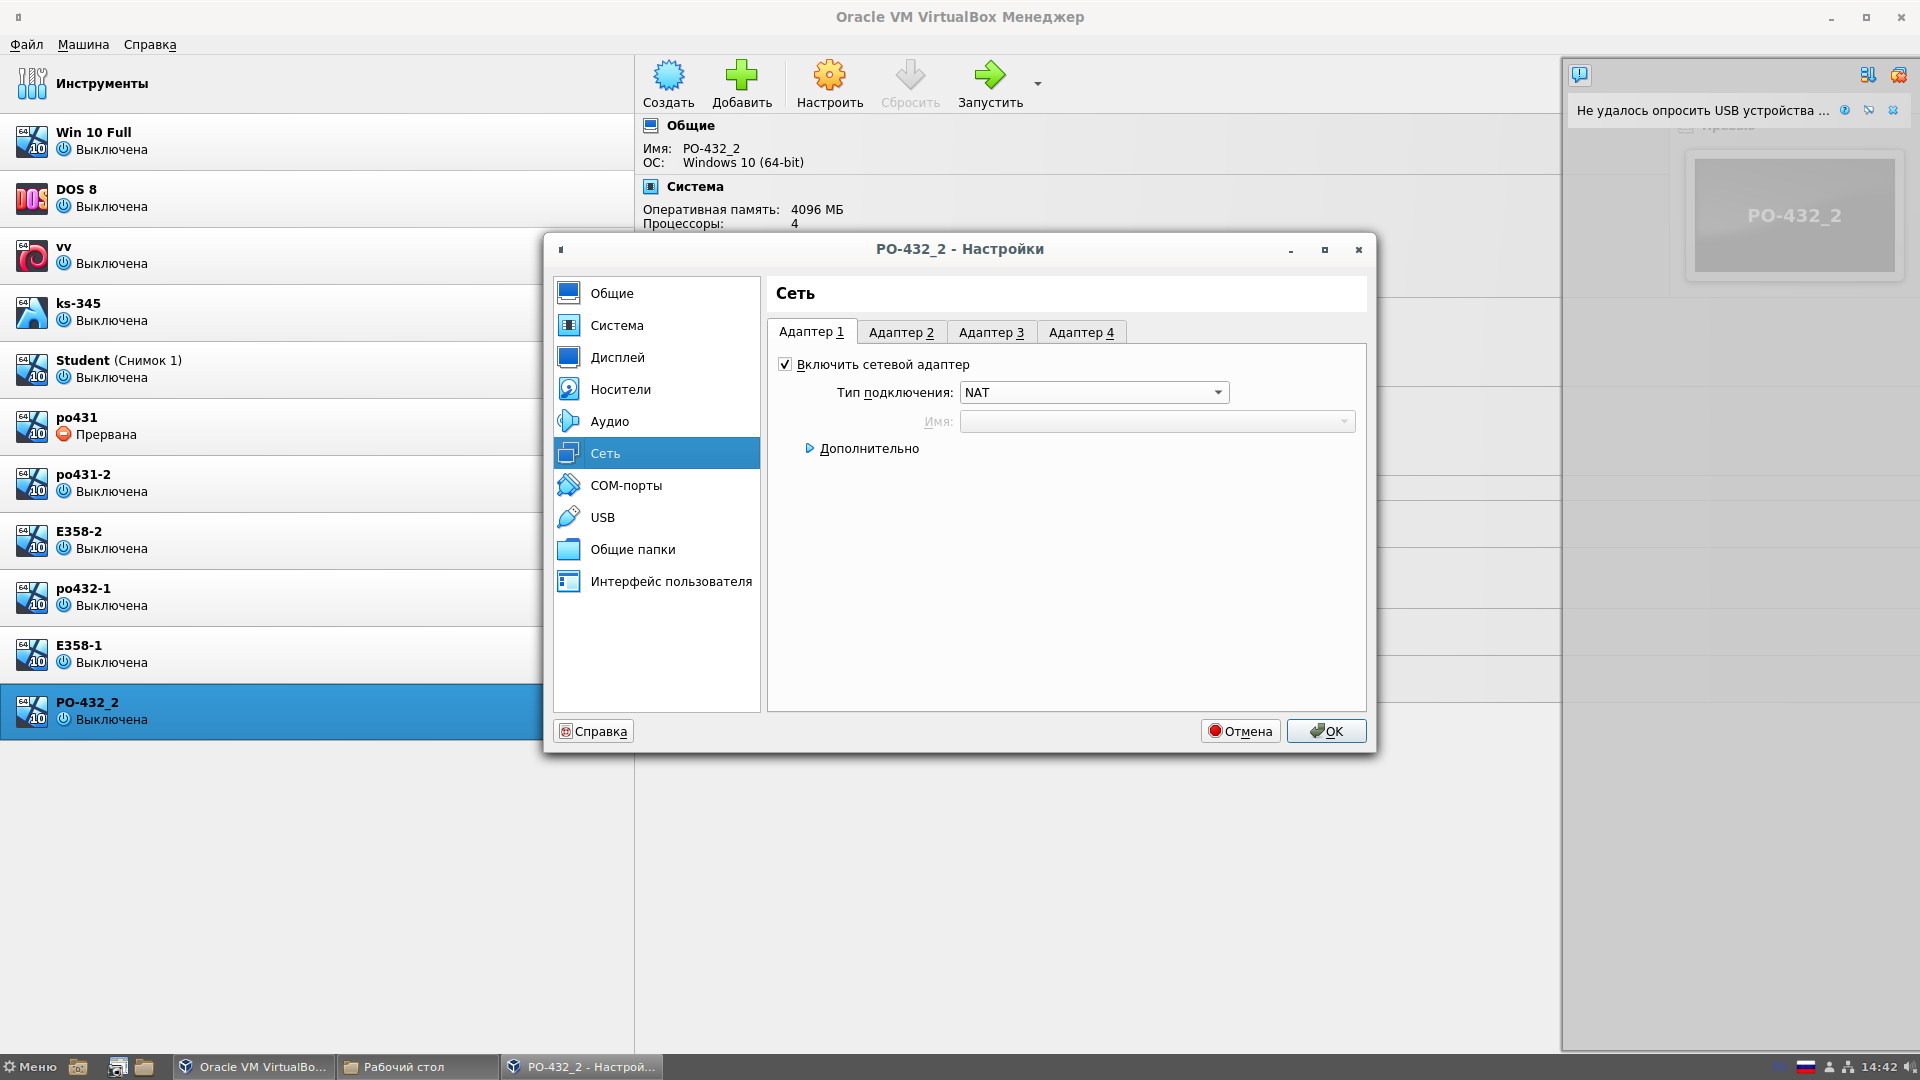 Oracle VM VirtualBox Менеджер
Файл Машина Справка
Инструменты
Win 10 Full
Выключена
DOS 8
Выключена
vv
Выключена
ks-345
Выключена
Student (Снимок 1)
Выключена
po431
Прервана
po431-2
Выключена
E358-2
Выключена
po432-1
Выключена
E358-1
Выключена
PO-432_2
Выключена
Создать Добавить Настроить Сбросить Запустить
Общие
Имя: PO-432_2
ОС: Windows 10 (64-bit)
Система
Оперативная память: 4096 МБ
Процессоры: 4
Не удалось опросить USB устройства ...
Превью
PO-432_2
PO-432_2 - Настройки
Общие
Система
Дисплей
Носители
Аудио
Сеть
COM-порты
USB
Общие папки
Интерфейс пользователя
Сеть
Адаптер 1 Адаптер 2 Адаптер 3 Адаптер 4
Включить сетевой адаптер
Тип подключения: NAT
Имя:
Дополнительно
Справка Отмена OK
Меню Oracle VM VirtualBo... Рабочий стол PO-432_2 - Настрой... 14:42